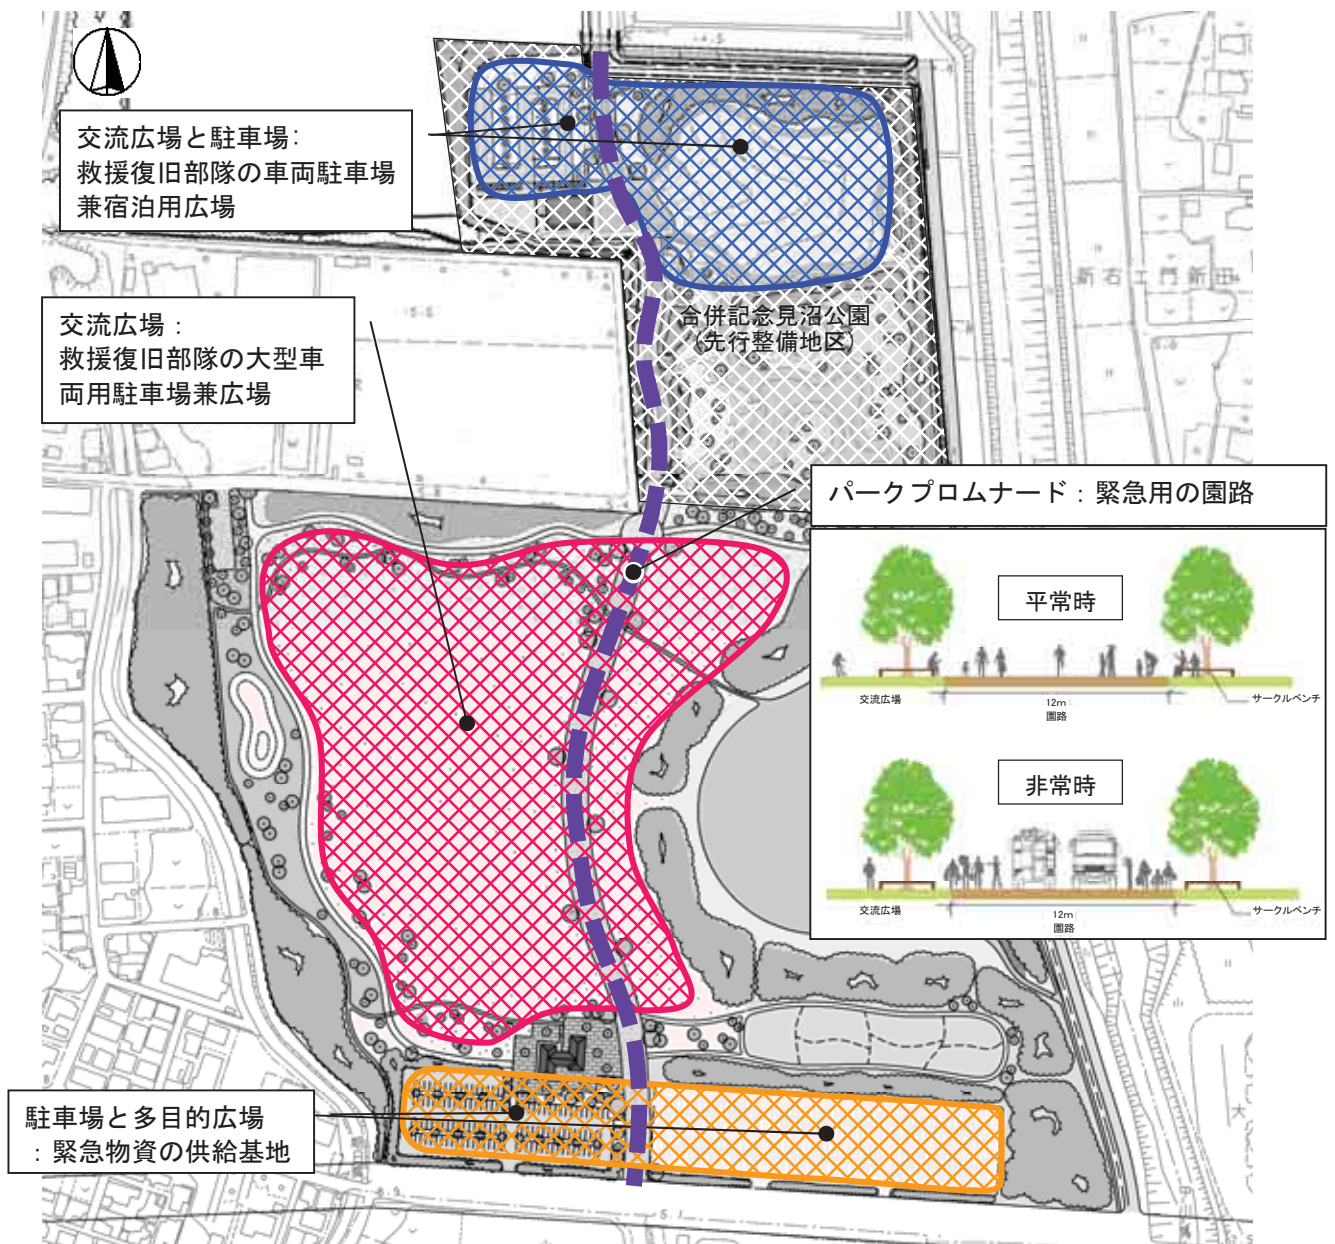 交流広場と駐車場:
救援復旧部隊の車両駐車場
兼宿泊用広場
交流広場:
救援復旧部隊の大型車
両用駐車場兼広場
合併記念見沼公園
(先行整備地区)
新右エ門新田
パークプロムナード:緊急用の園路
平常時
交流広場
12m
園路
サークルベンチ
非常時
交流広場
12m
園路
サークルベンチ
駐車場と多目的広場
:緊急物資の供給基地
大
5.1